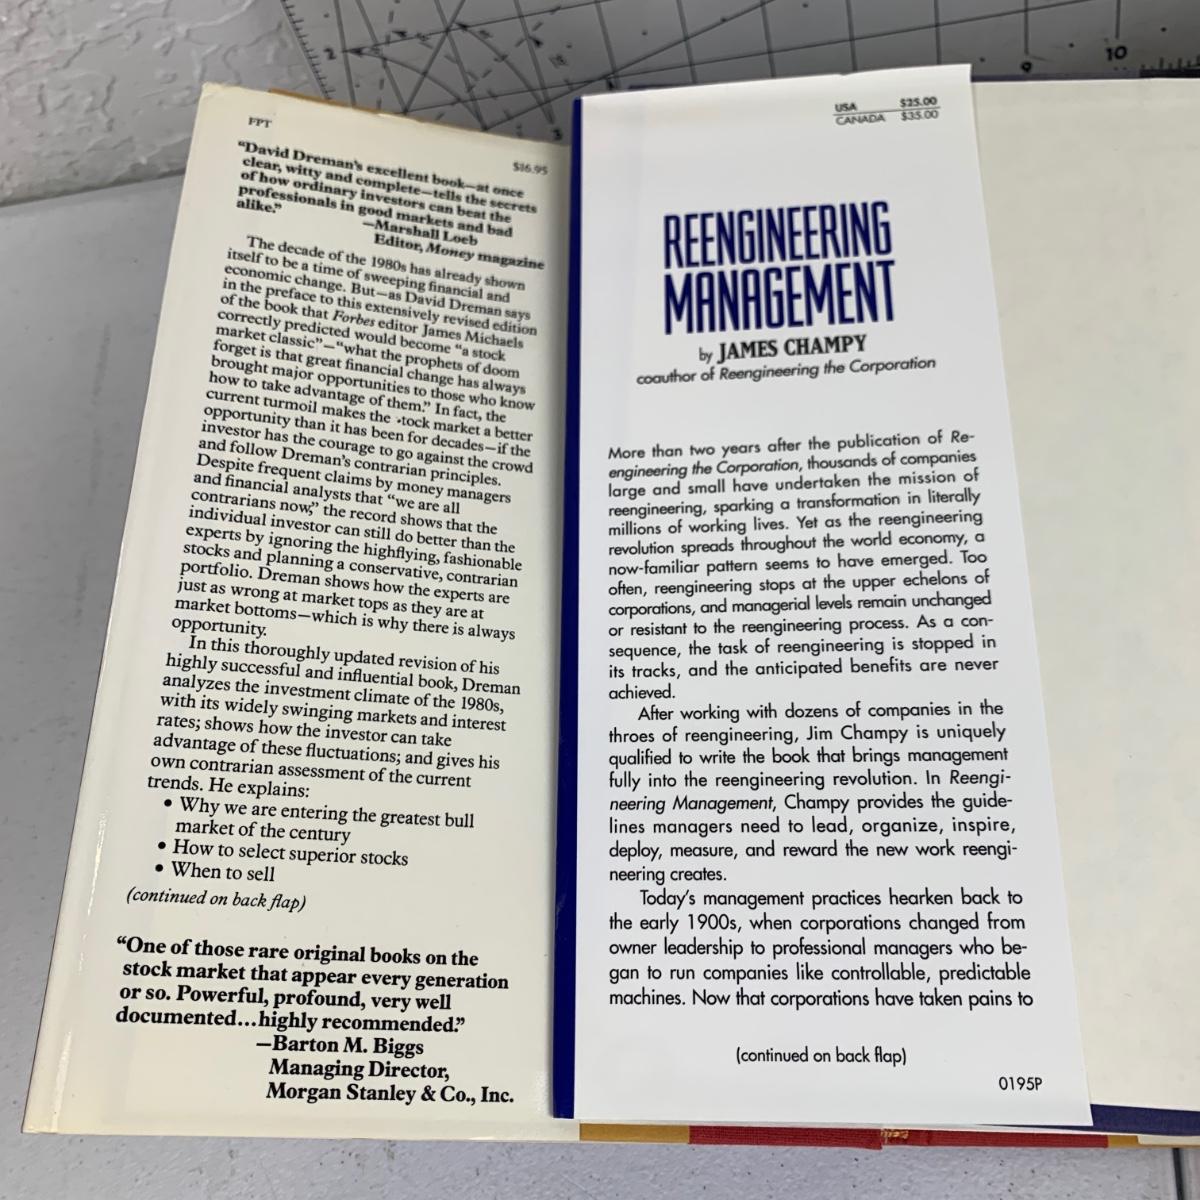 2
3
9
10
FPT
$16.95
“David Dreman’s excellent book—at once
clear, witty and complete—tells the secrets
of how ordinary investors can beat the
professionals in good markets and bad
alike.”
—Marshall Loeb
Editor, Money magazine
The decade of the 1980s has already shown
itself to be a time of sweeping financial and
economic change. But—as David Dreman says
in the preface to this extensively revised edition
of the book that Forbes editor James Michaels
correctly predicted would become “a stock
market classic”—“what the prophets of doom
forget is that great financial change has always
brought major opportunities to those who know
how to take advantage of them.” In fact, the
current turmoil makes the stock market a better
opportunity than it has been for decades—if the
investor has the courage to go against the crowd
and follow Dreman’s contrarian principles.
Despite frequent claims by money managers
and financial analysts that “we are all
contrarians now,” the record shows that the
individual investor can still do better than the
experts by ignoring the highflying, fashionable
stocks and planning a conservative, contrarian
portfolio. Dreman shows how the experts are
just as wrong at market tops as they are at
market bottoms—which is why there is always
opportunity.
In this thoroughly updated revision of his
highly successful and influential book, Dreman
analyzes the investment climate of the 1980s,
with its widely swinging markets and interest
rates; shows how the investor can take
advantage of these fluctuations; and gives his
own contrarian assessment of the current
trends. He explains:
• Why we are entering the greatest bull
market of the century
• How to select superior stocks
• When to sell
(continued on back flap)
“One of those rare original books on the
stock market that appear every generation
or so. Powerful, profound, very well
documented...highly recommended.”
—Barton M. Biggs
Managing Director,
Morgan Stanley & Co., Inc.
USA $25.00
CANADA $35.00
REENGINEERING
MANAGEMENT
by JAMES CHAMPY
coauthor of Reengineering the Corporation
More than two years after the publication of Re-
engineering the Corporation, thousands of companies
large and small have undertaken the mission of
reengineering, sparking a transformation in literally
millions of working lives. Yet as the reengineering
revolution spreads throughout the world economy, a
now-familiar pattern seems to have emerged. Too
often, reengineering stops at the upper echelons of
corporations, and managerial levels remain unchanged
or resistant to the reengineering process. As a con-
sequence, the task of reengineering is stopped in
its tracks, and the anticipated benefits are never
achieved.
After working with dozens of companies in the
throes of reengineering, Jim Champy is uniquely
qualified to write the book that brings management
fully into the reengineering revolution. In Reengi-
neering Management, Champy provides the guide-
lines managers need to lead, organize, inspire,
deploy, measure, and reward the new work reengi-
neering creates.
Today’s management practices hearken back to
the early 1900s, when corporations changed from
owner leadership to professional managers who be-
gan to run companies like controllable, predictable
machines. Now that corporations have taken pains to
(continued on back flap)
0195P